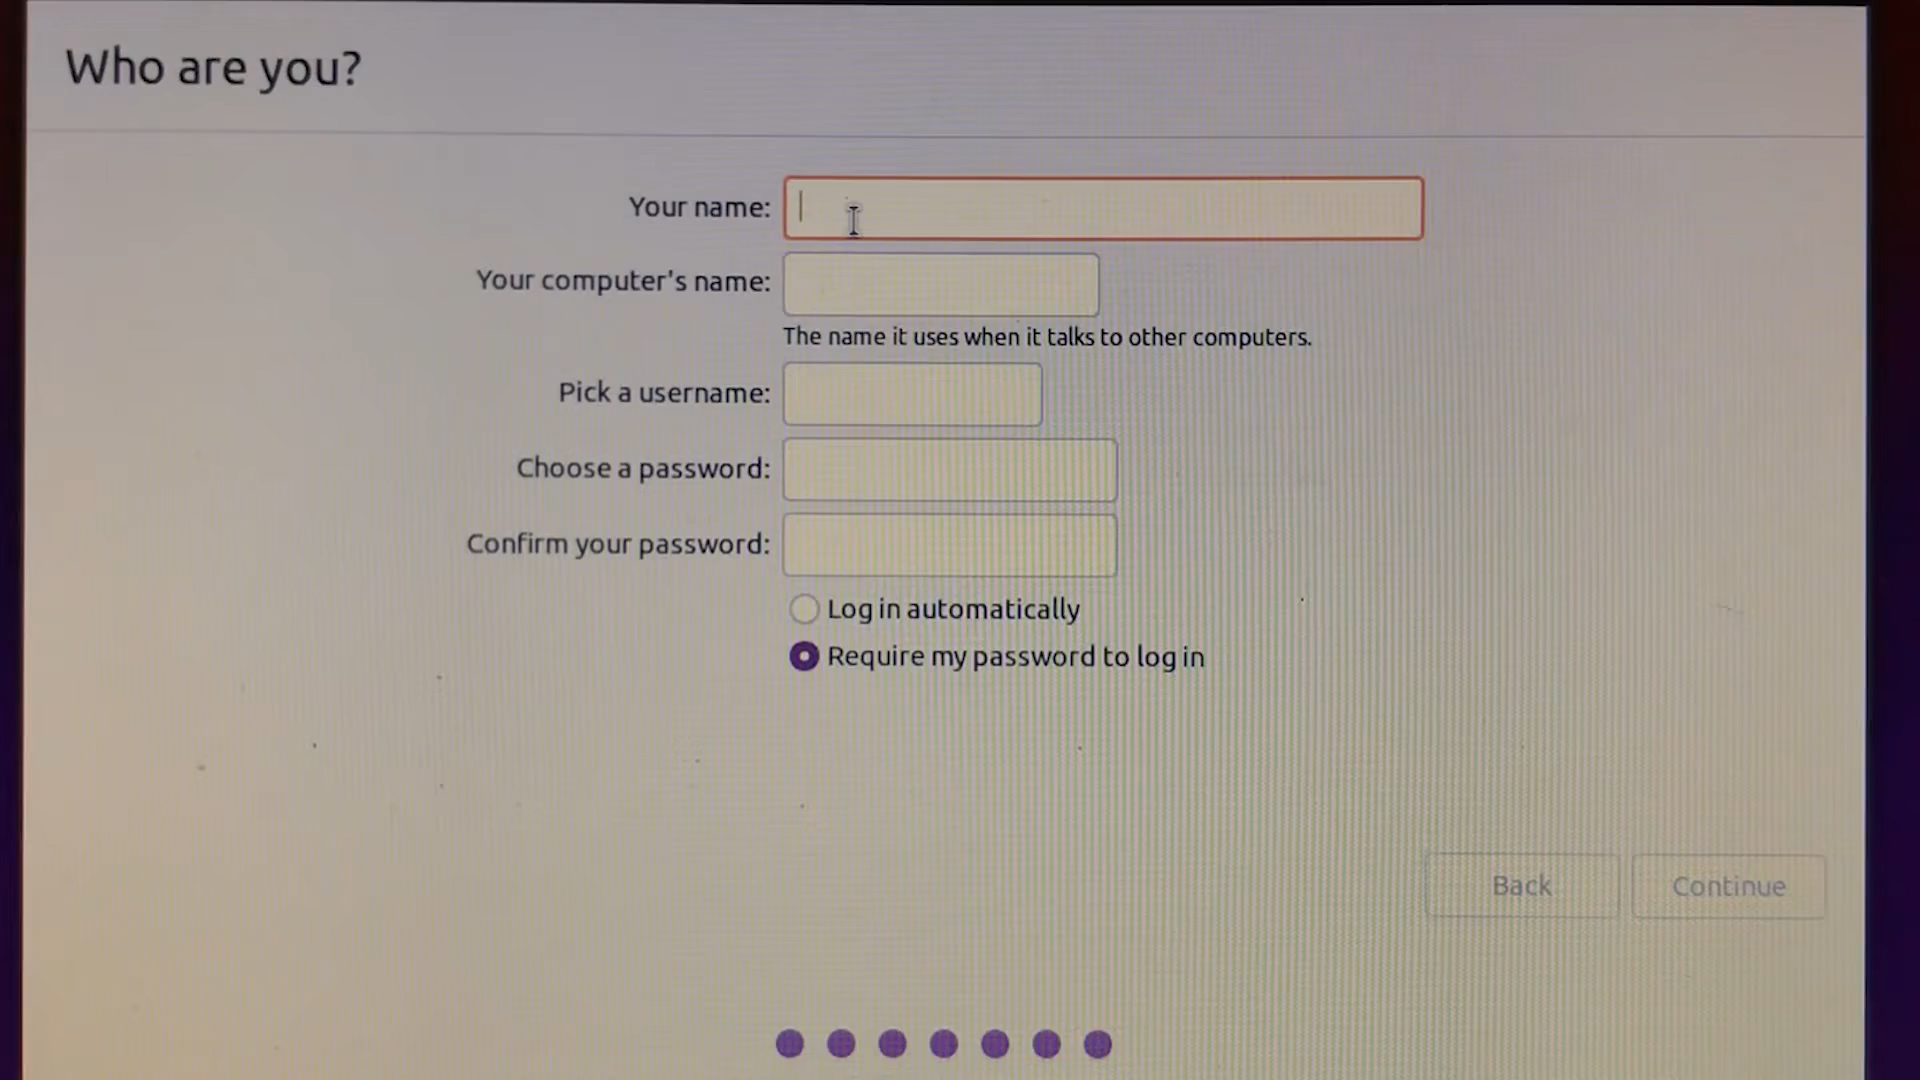 Who are you?
Your name:
Your computer's name:
The name it uses when it talks to other computers.
Pick a username:
Choose a password:
Confirm your password:
Log in automatically
Require my password to log in
Back Continue